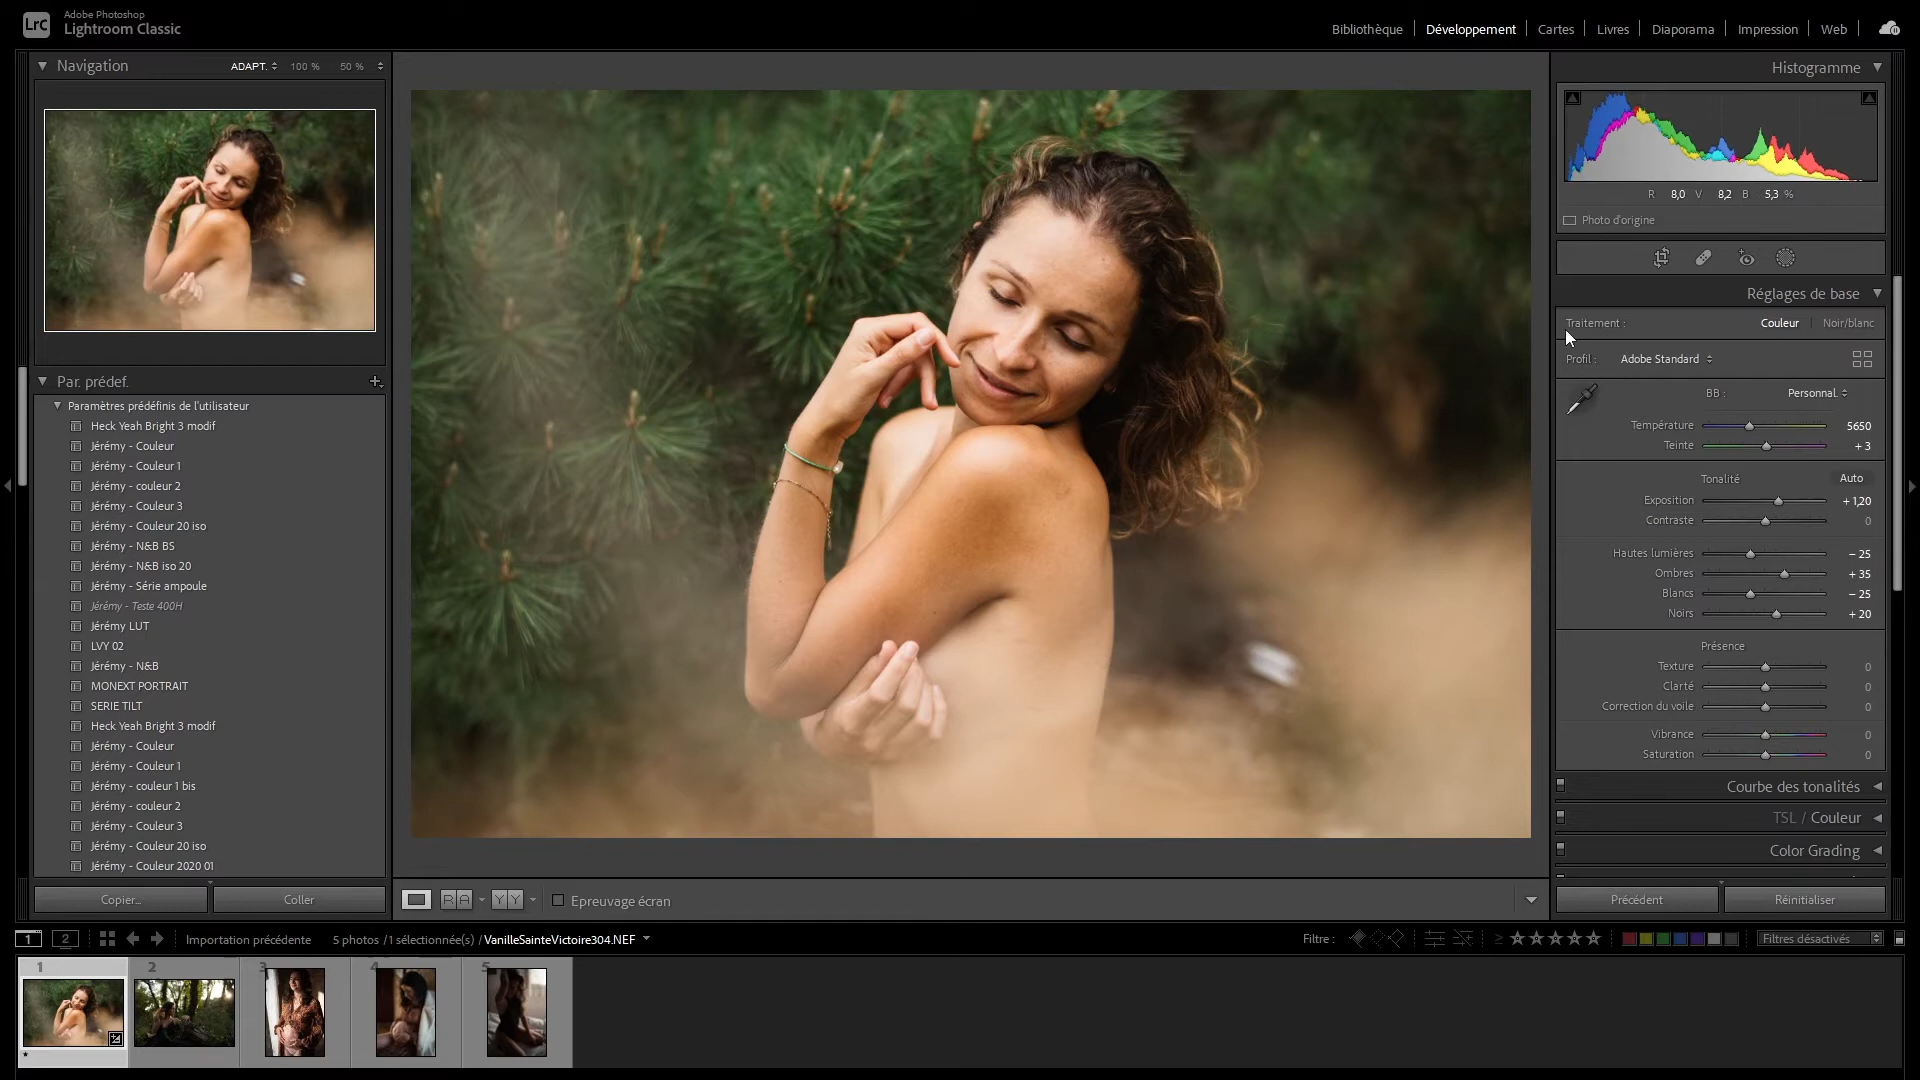 Adobe Photoshop
LrC Lightroom Classic
Bibliothèque Développement Cartes Livres Diaporama Impression Web
Navigation ADAPT. 100 % 50 %
Par. prédef.
Paramètres prédéfinis de l'utilisateur
Heck Yeah Bright 3 modif
Jérémy - Couleur
Jérémy - Couleur 1
Jérémy - couleur 2
Jérémy - Couleur 3
Jérémy - Couleur 20 iso
Jérémy - N&B BS
Jérémy - N&B iso 20
Jérémy - Série ampoule
Jérémy - Teste 400H
Jérémy LUT
LVY 02
Jérémy - N&B
MONEXT PORTRAIT
SERIE TILT
Heck Yeah Bright 3 modif
Jérémy - Couleur
Jérémy - Couleur 1
Jérémy - couleur 1 bis
Jérémy - couleur 2
Jérémy - Couleur 3
Jérémy - Couleur 20 iso
Jérémy - Couleur 2020 01
Copier... Coller
R A Y Y Epreuvage écran
Histogramme
R 8,0 V 8,2 B 5,3 %
Photo d'origine
Réglages de base
Traitement : Couleur Noir/blanc
Profil : Adobe Standard
BB : Personnal.
Température 5650
Teinte + 3
Tonalité Auto
Exposition + 1,20
Contraste 0
Hautes lumières – 25
Ombres + 35
Blancs – 25
Noirs + 20
Présence
Texture 0
Clarté 0
Correction du voile 0
Vibrance 0
Saturation 0
Courbe des tonalités
TSL / Couleur
Color Grading
Précédent Réinitialiser
1 2 Importation précédente 5 photos /1 sélectionnée(s) /VanilleSainteVictoire304.NEF Filtre : ≥ Filtres désactivés
1 2 3 4 5